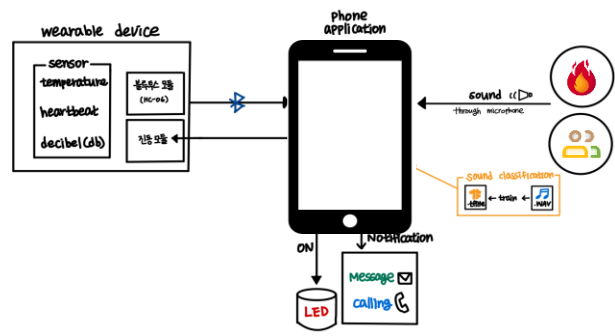 wearable device
sensor
temperature
heartbeat
decibel(db)
블루투스 모듈
(HC-06)
진동 모듈
phone
application
sound
through microphone
sound classification
.tflite
train
.WAV
ON
Notification
LED
Message
calling